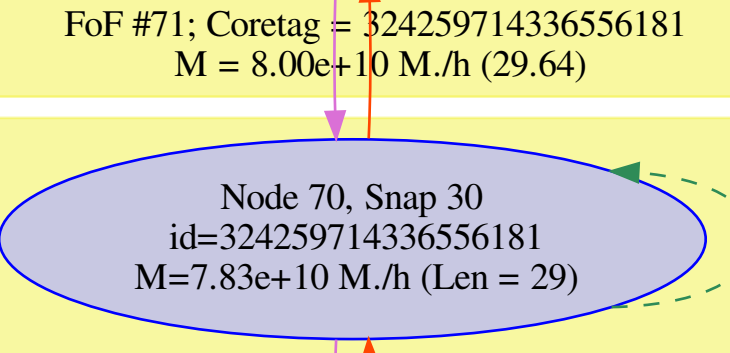 FoF #71; Coretag = 324259714336556181
M = 8.00e+10 M./h (29.64)
Node 70, Snap 30
id=324259714336556181
M=7.83e+10 M./h (Len = 29)